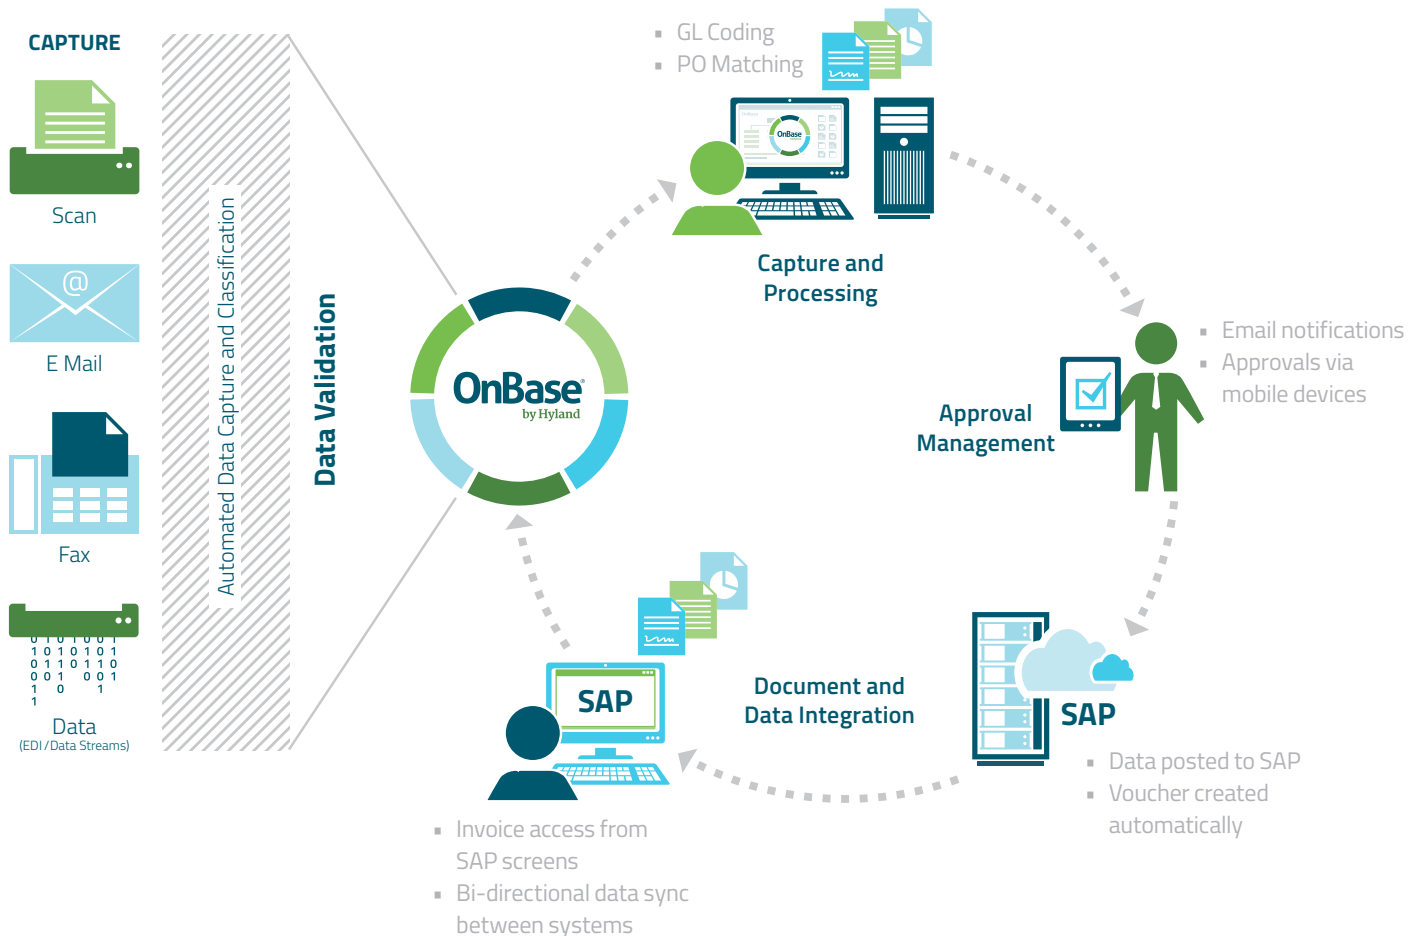 CAPTURE
Scan
@
E Mail
Fax
Data
(EDI/Data Streams)
Automated Data Capture and Classification
Data Validation
OnBase®
by Hyland
GL Coding
PO Matching
OnBase
Capture and
Processing
Email notifications
Approvals via
mobile devices
Approval
Management
SAP
Data posted to SAP
Voucher created
automatically
Document and
Data Integration
SAP
Invoice access from
SAP screens
Bi-directional data sync
between systems